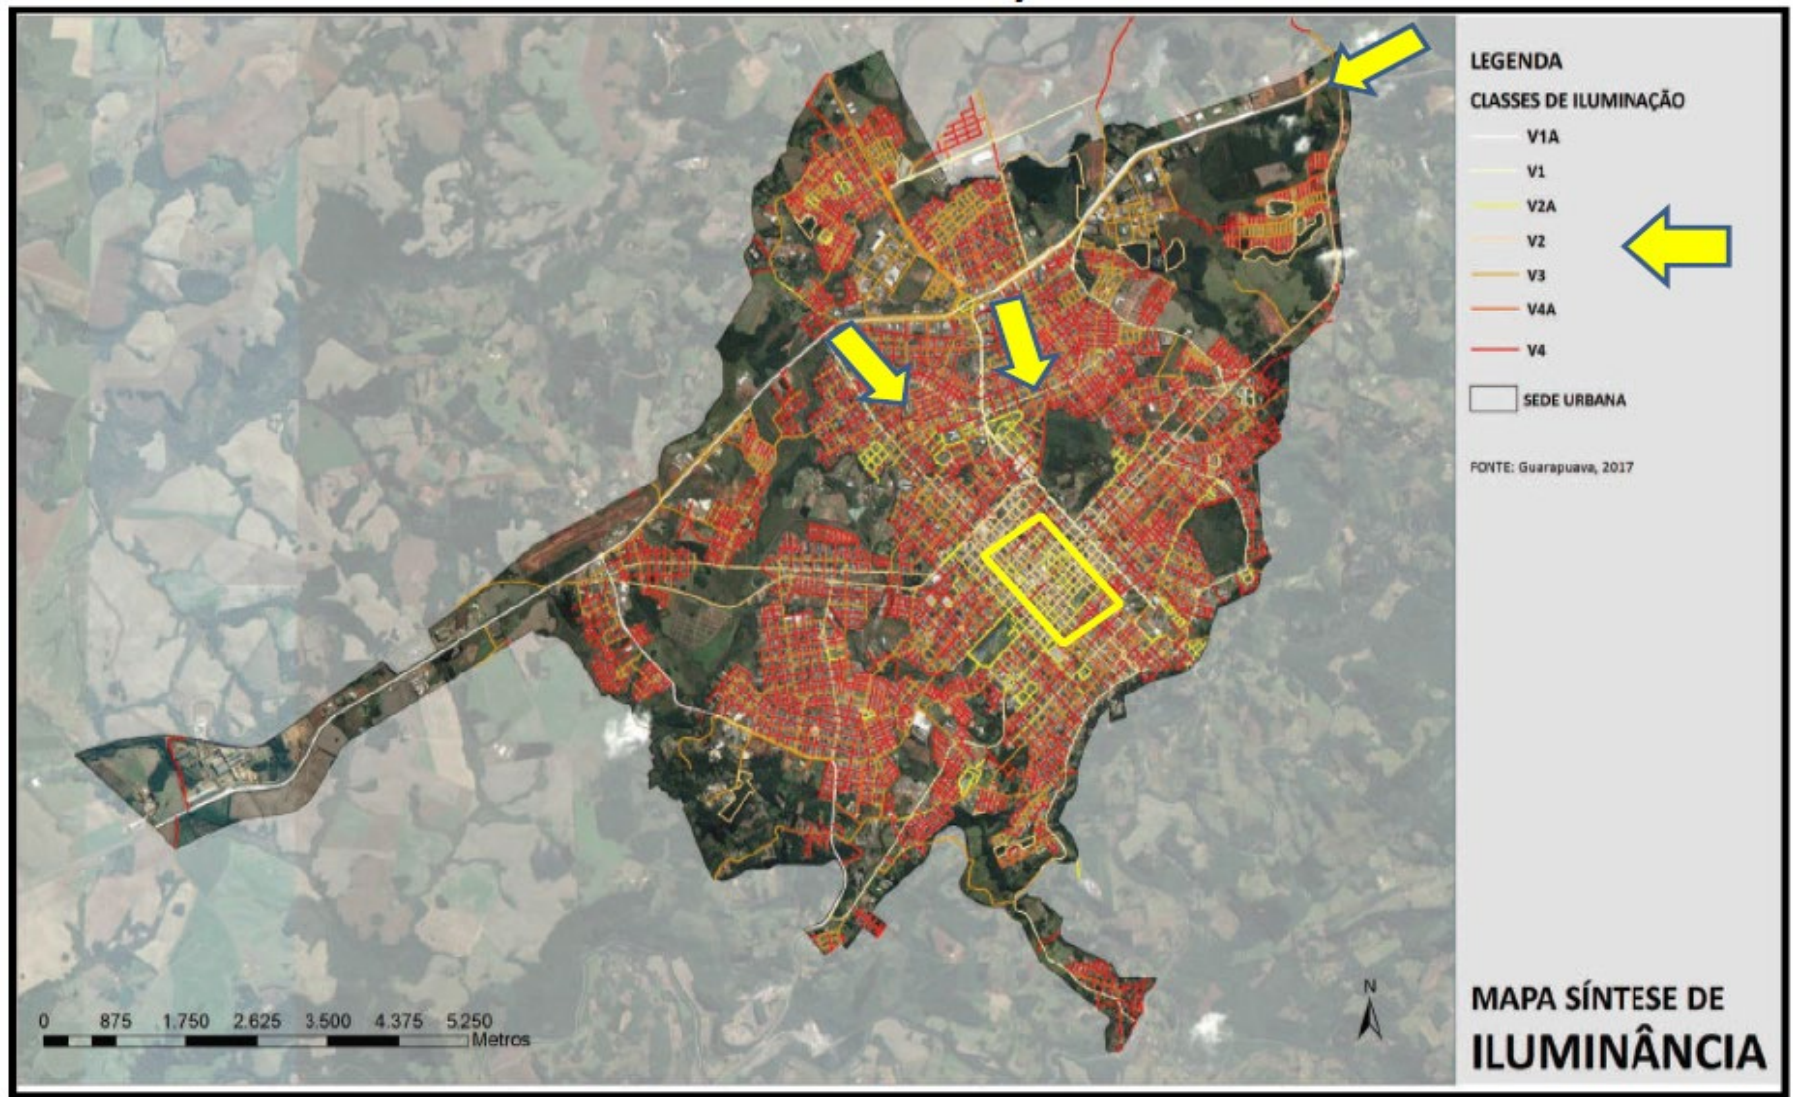 LEGENDA
CLASSES DE ILUMINAÇÃO
V1A
V1
V2A
V2
V3
V4A
V4
SEDE URBANA
FONTE: Guarapuava, 2017
N
0 875 1.750 2.625 3.500 4.375 5.250
Metros
MAPA SÍNTESE DE
ILUMINÂNCIA